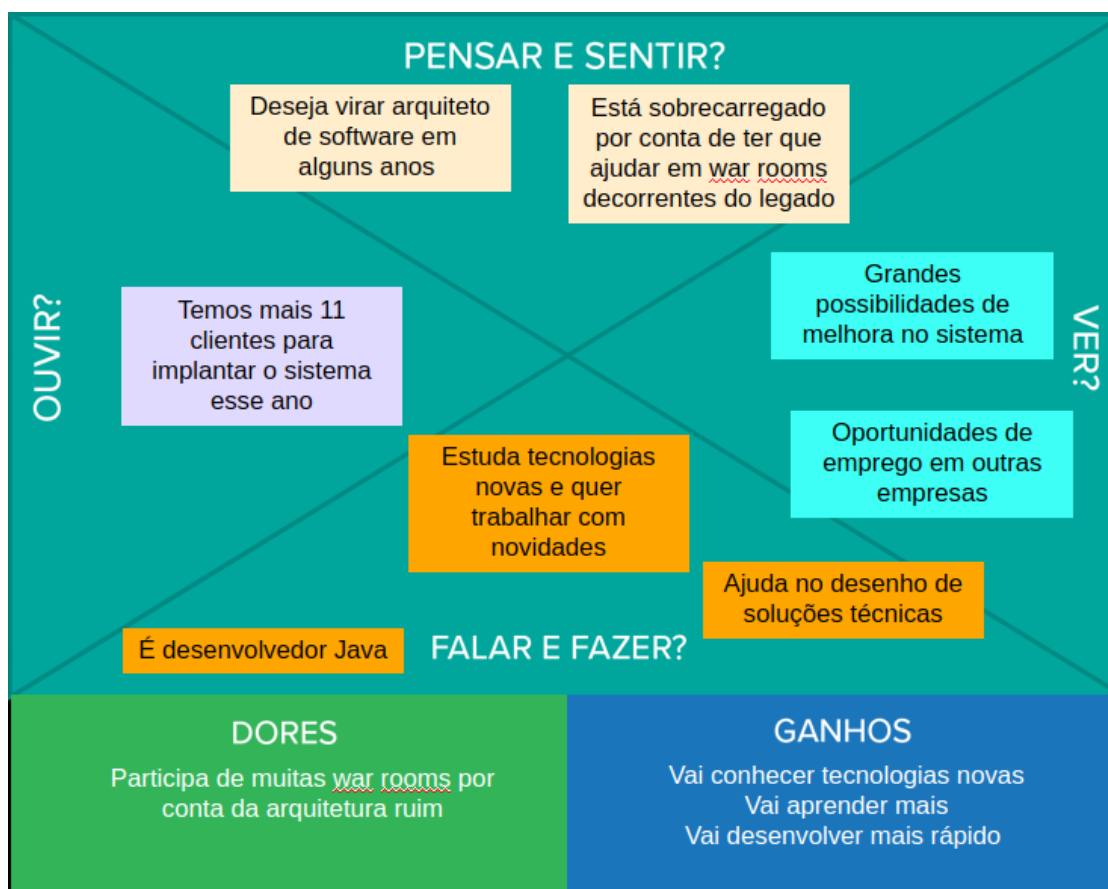 PENSAR E SENTIR?
Deseja virar arquiteto
de software em
alguns anos
Está sobrecarregado
por conta de ter que
ajudar em war rooms
decorrentes do legado
OUVIR?
Temos mais 11
clientes para
implantar o sistema
esse ano
Grandes
possibilidades de
melhora no sistema
VER?
Oportunidades de
emprego em outras
empresas
Estuda tecnologias
novas e quer
trabalhar com
novidades
Ajuda no desenho de
soluções técnicas
É desenvolvedor Java
FALAR E FAZER?
DORES
Participa de muitas war rooms por
conta da arquitetura ruim
GANHOS
Vai conhecer tecnologias novas
Vai aprender mais
Vai desenvolver mais rápido